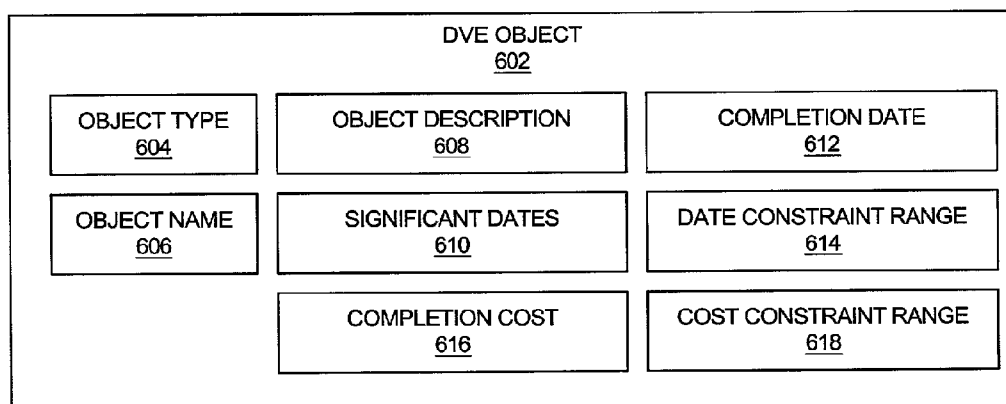 DVE OBJECT
602
OBJECT TYPE
604
OBJECT DESCRIPTION
608
COMPLETION DATE
612
OBJECT NAME
606
SIGNIFICANT DATES
610
DATE CONSTRAINT RANGE
614
COMPLETION COST
616
COST CONSTRAINT RANGE
618